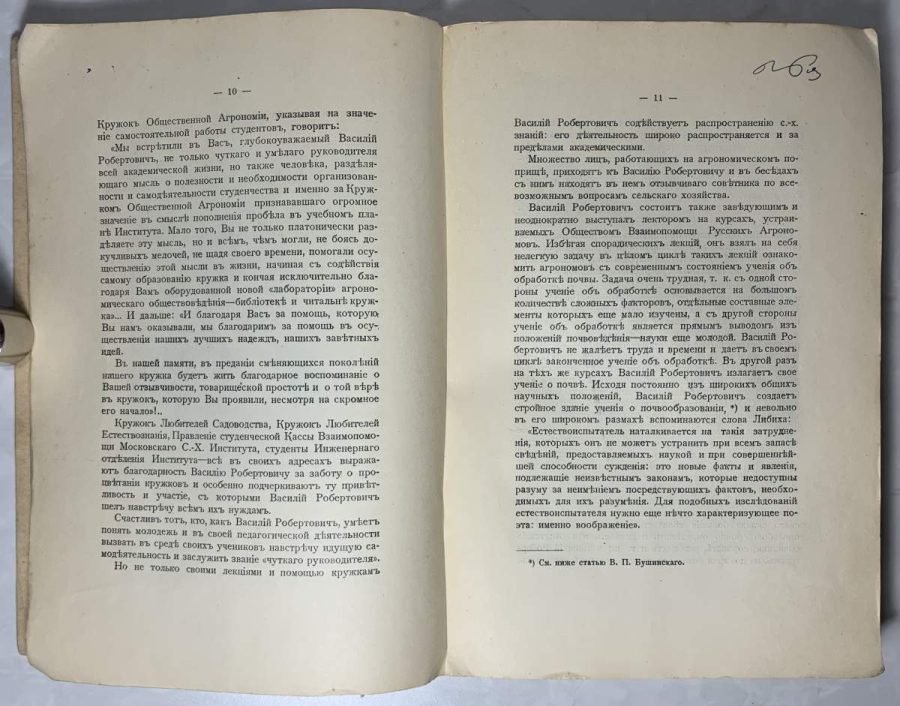 — 10 —
Кружокъ Общественной Агрономіи, указывая на значе-
ніе самостоятельной работы студентовъ, говоритъ:
«Мы встрѣтили въ Васъ, глубокоуважаемый Василій
Робертовичъ, не только чуткаго и умѣлаго руководителя
всей академической жизни, но также человѣка, раздѣля-
ющаго мысль о полезности и необходимости организован-
ной самодѣятельности студенчества и именно за Круж-
комъ Общественной Агрономіи признававшаго огромное
значеніе въ смыслѣ пополненія пробѣла въ учебномъ пла-
нѣ Института. Мало того, Вы не только платонически раз-
дѣляете эту мысль, но и всѣмъ, чѣмъ могли, не боясь до-
кучливыхъ мелочей, не щадя своего времени, помогали осу-
ществленію этой мысли въ жизни, начиная съ содѣйствія
самому образованію кружка и кончая исключительно бла-
годаря Вамъ оборудованной новой «лабораторіи» агроно-
мическаго обществовѣдѣнія—библіотекѣ и читальнѣ круж-
ка»... И дальше: «И благодаря Васъ за помощь, которую
Вы намъ оказывали, мы благодаримъ за помощь въ осу-
ществленіи нашихъ лучшихъ надеждъ, нашихъ завѣтныхъ
идей.
Въ нашей памяти, въ преданіи смѣняющихся поколѣній
нашего кружка будетъ жить благодарное воспоминаніе о
Вашей отзывчивости, товарищеской простотѣ и о той вѣрѣ
въ кружокъ, которую Вы проявили, несмотря на скромное
его начало»!..
Кружокъ Любителей Садоводства, Кружокъ Любителей
Естествознанія, Правленіе студенческой Кассы Взаимопомо-
щи Московскаго С.-Х. Института, студенты Инженернаго
отдѣленія Института—всѣ въ своихъ адресахъ выража-
ютъ благодарность Василію Робертовичу за заботу о про-
цвѣтаніи кружковъ и особенно подчеркиваютъ ту привѣт-
ливость и участіе, съ которыми Василій Робертовичъ
шелъ навстрѣчу всѣмъ ихъ нуждамъ.
Счастливъ тотъ, кто, какъ Василій Робертовичъ, умѣетъ
понять молодежь и въ своей педагогической дѣятельности
вызвать въ средѣ своихъ учениковъ навстрѣчу идущую са-
модѣятельность и заслужить званіе «чуткаго руководителя».
Но не только своими лекціями и помощью кружкамъ
— 11 —
Василій Робертовичъ содѣйствуетъ распространенію с.-х.
знаній: его дѣятельность широко распространяется и за
предѣлами академическими.
Множество лицъ, работающихъ на агрономическомъ по-
прищѣ, приходятъ къ Василью Робертовичу и въ бесѣдахъ
съ нимъ находятъ въ немъ отзывчиваго совѣтника по все-
возможнымъ вопросамъ сельскаго хозяйства.
Василій Робертовичъ состоитъ также завѣдующимъ и
неоднократно выступалъ лекторомъ на курсахъ, устраи-
ваемыхъ Обществомъ Взаимопомощи Русскихъ Агроно-
мовъ. Избѣгая спорадическихъ лекцій, онъ взялъ на себя
нелегкую задачу въ цѣломъ циклѣ такихъ лекцій ознако-
мить агрономовъ съ современнымъ состояніемъ ученія объ
обработкѣ почвы. Задача очень трудная, т. к. съ одной сто-
роны ученіе объ обработкѣ основывается на большомъ
количествѣ сложныхъ факторовъ, отдѣльные составные элеме-
нты которыхъ еще мало изучены, а съ другой стороны
ученіе объ обработкѣ является прямымъ выводомъ изъ
положеній почвовѣдѣнія—науки еще молодой. Василій Ро-
бертовичъ не жалѣетъ труда и времени и даетъ въ своемъ
циклѣ законченное ученіе объ обработкѣ. Въ другой разъ
на тѣхъ же курсахъ Василій Робертовичъ излагаетъ свое
ученіе о почвѣ. Исходя постоянно изъ широкихъ общихъ
научныхъ положеній, Василій Робертовичъ создаетъ
стройное зданіе ученія о почвообразованіи, *) и невольно
въ его широкомъ размахѣ вспоминаются слова Либиха:
«Естествоиспытатель наталкивается на такія затрудне-
нія, которыхъ онъ не можетъ устранить при всемъ запасѣ
свѣдѣній, предоставляемыхъ наукой и при совершеннѣй-
шей способности сужденія: это новые факты и явленія,
подлежащіе неизвѣстнымъ законамъ, которые недоступны
разуму за неимѣніемъ посредствующихъ фактовъ, необхо-
димыхъ для ихъ разумѣнія. Для подобныхъ изслѣдованій
естествоиспытателя нужно еще нѣчто характеризующее по-
эта: именно воображеніе».
*) См. ниже статью В. П. Бушинскаго.